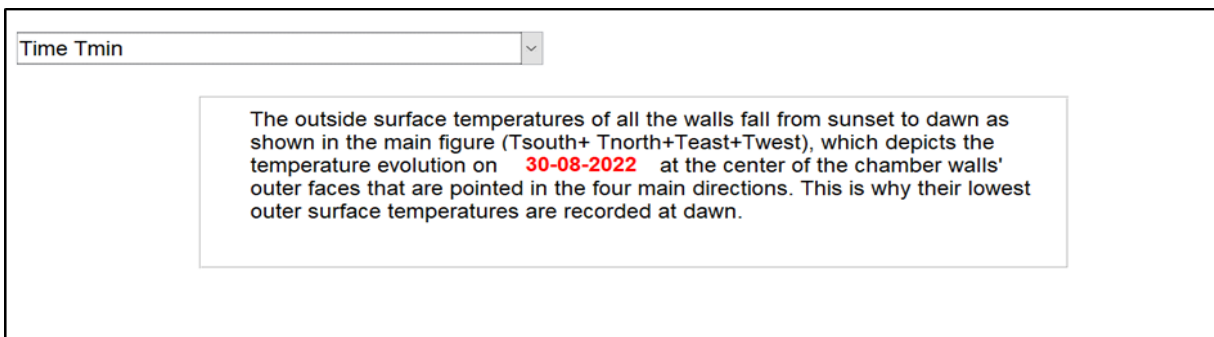 Time Tmin
The outside surface temperatures of all the walls fall from sunset to dawn as
shown in the main figure (Tsouth+ Tnorth+Teast+Twest), which depicts the
temperature evolution on 30-08-2022 at the center of the chamber walls'
outer faces that are pointed in the four main directions. This is why their lowest
outer surface temperatures are recorded at dawn.